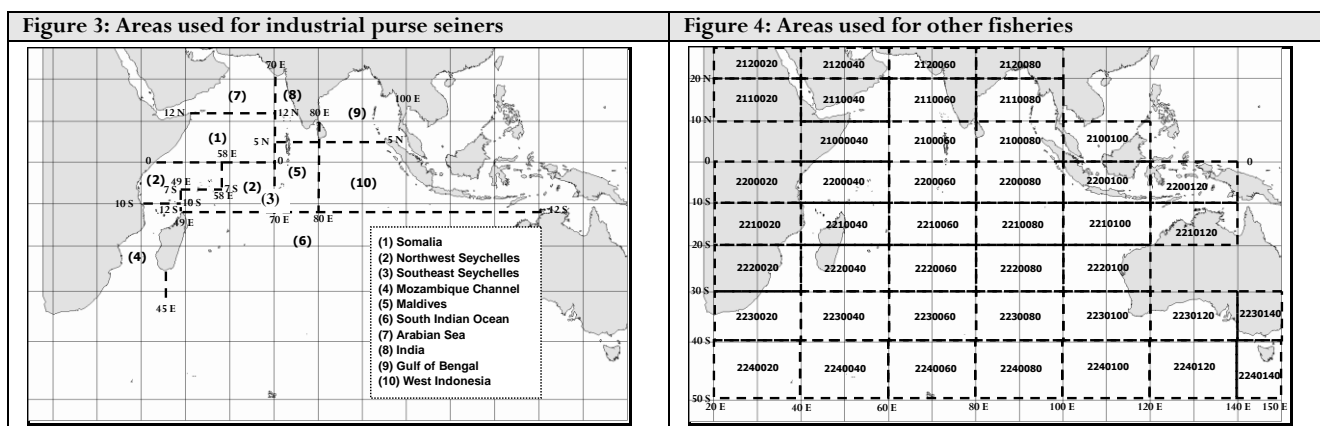 Figure 3: Areas used for industrial purse seiners
70 E
(7)
(8)
12 N
12 N 80 E
(9)
100 E
(1)
5 N
5 N
58 E
0
0
(2)
49 E
7 S
7 S
(2)
58 E
(5)
(3)
(10)
10 S
10 S
12 S
49 E
70 E
80 E
12 S
(6)
(4)
45 E
(1) Somalia
(2) Northwest Seychelles
(3) Southeast Seychelles
(4) Mozambique Channel
(5) Maldives
(6) South Indian Ocean
(7) Arabian Sea
(8) India
(9) Gulf of Bengal
(10) West Indonesia
Figure 4: Areas used for other fisheries
2120020 2120040 2120060 2120080
20 N
2110020 2110040 2110060 2110080
10 N
21000040 2100060 2100080 2100100
0 0
2200020 2200040 2200060 2200080 2200100 2200120
10 S
2210020 2210040 2210060 2210080 2210100 2210120
20 S
2220020 2220040 2220060 2220080 2220100
30 S
2230020 2230040 2230060 2230080 2230100 2230120 2230140
40 S
2240020 2240040 2240060 2240080 2240100 2240120 2240140
50 S
20 E 40 E 60 E 80 E 100 E 120 E 140 E 150 E